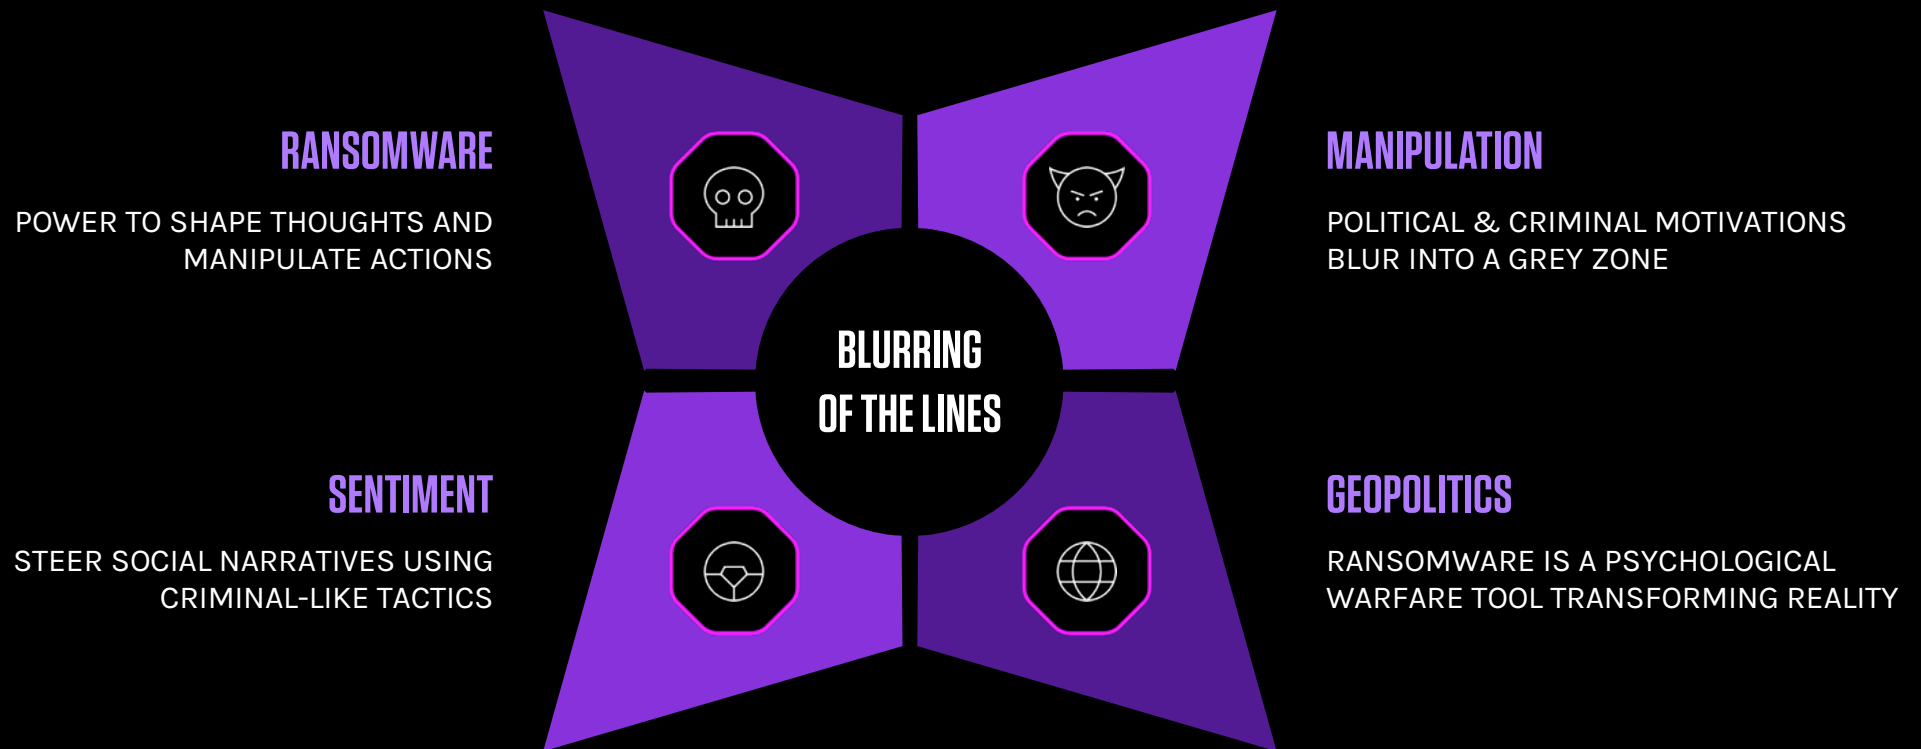 RANSOMWARE
POWER TO SHAPE THOUGHTS AND
MANIPULATE ACTIONS
MANIPULATION
POLITICAL & CRIMINAL MOTIVATIONS
BLUR INTO A GREY ZONE
BLURRING
OF THE LINES
SENTIMENT
STEER SOCIAL NARRATIVES USING
CRIMINAL-LIKE TACTICS
GEOPOLITICS
RANSOMWARE IS A PSYCHOLOGICAL
WARFARE TOOL TRANSFORMING REALITY